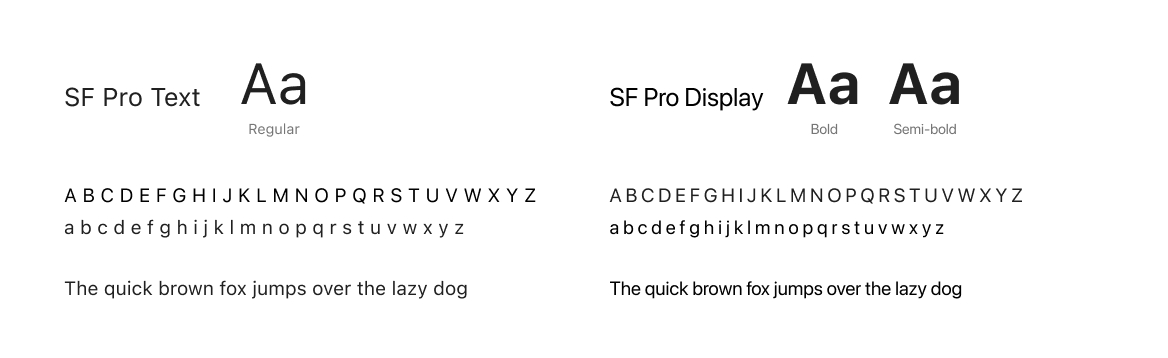 SF Pro Text Aa
Regular
A B C D E F G H I J K L M N O P Q R S T U V W X Y Z
a b c d e f g h i j k l m n o p q r s t u v w x y z
The quick brown fox jumps over the lazy dog
SF Pro Display Aa Aa
Bold Semi-bold
A B C D E F G H I J K L M N O P Q R S T U V W X Y Z
a b c d e f g h i j k l m n o p q r s t u v w x y z
The quick brown fox jumps over the lazy dog